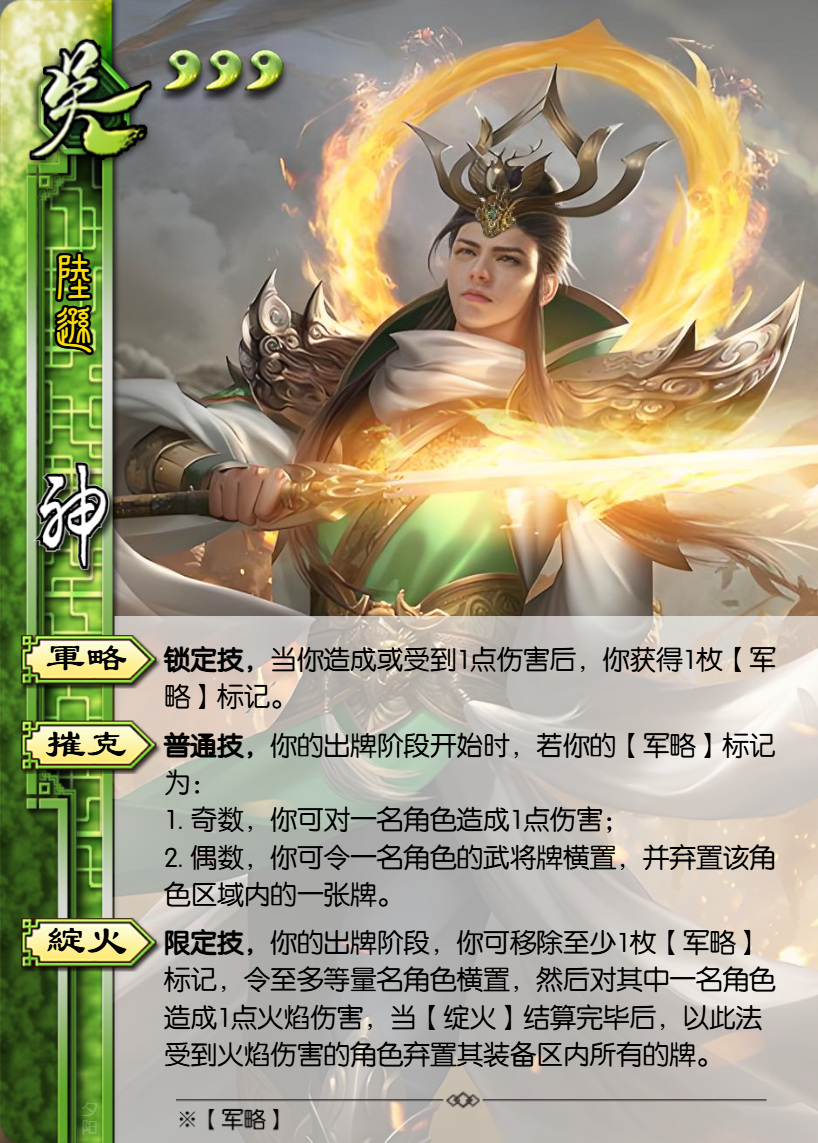 吴
陸遜
神
軍略
锁定技，当你造成或受到1点伤害后，你获得1枚【军
略】标记。
摧克
普通技，你的出牌阶段开始时，若你的【军略】标记
为：
1. 奇数，你可对一名角色造成1点伤害；
2. 偶数，你可令一名角色的武将牌横置，并弃置该角
色区域内的一张牌。
綻火
限定技，你的出牌阶段，你可移除至少1枚【军略】
标记，令至多等量名角色横置，然后对其中一名角色
造成1点火焰伤害，当【绽火】结算完毕后，以此法
受到火焰伤害的角色弃置其装备区内所有的牌。
※【军略】
夕阳